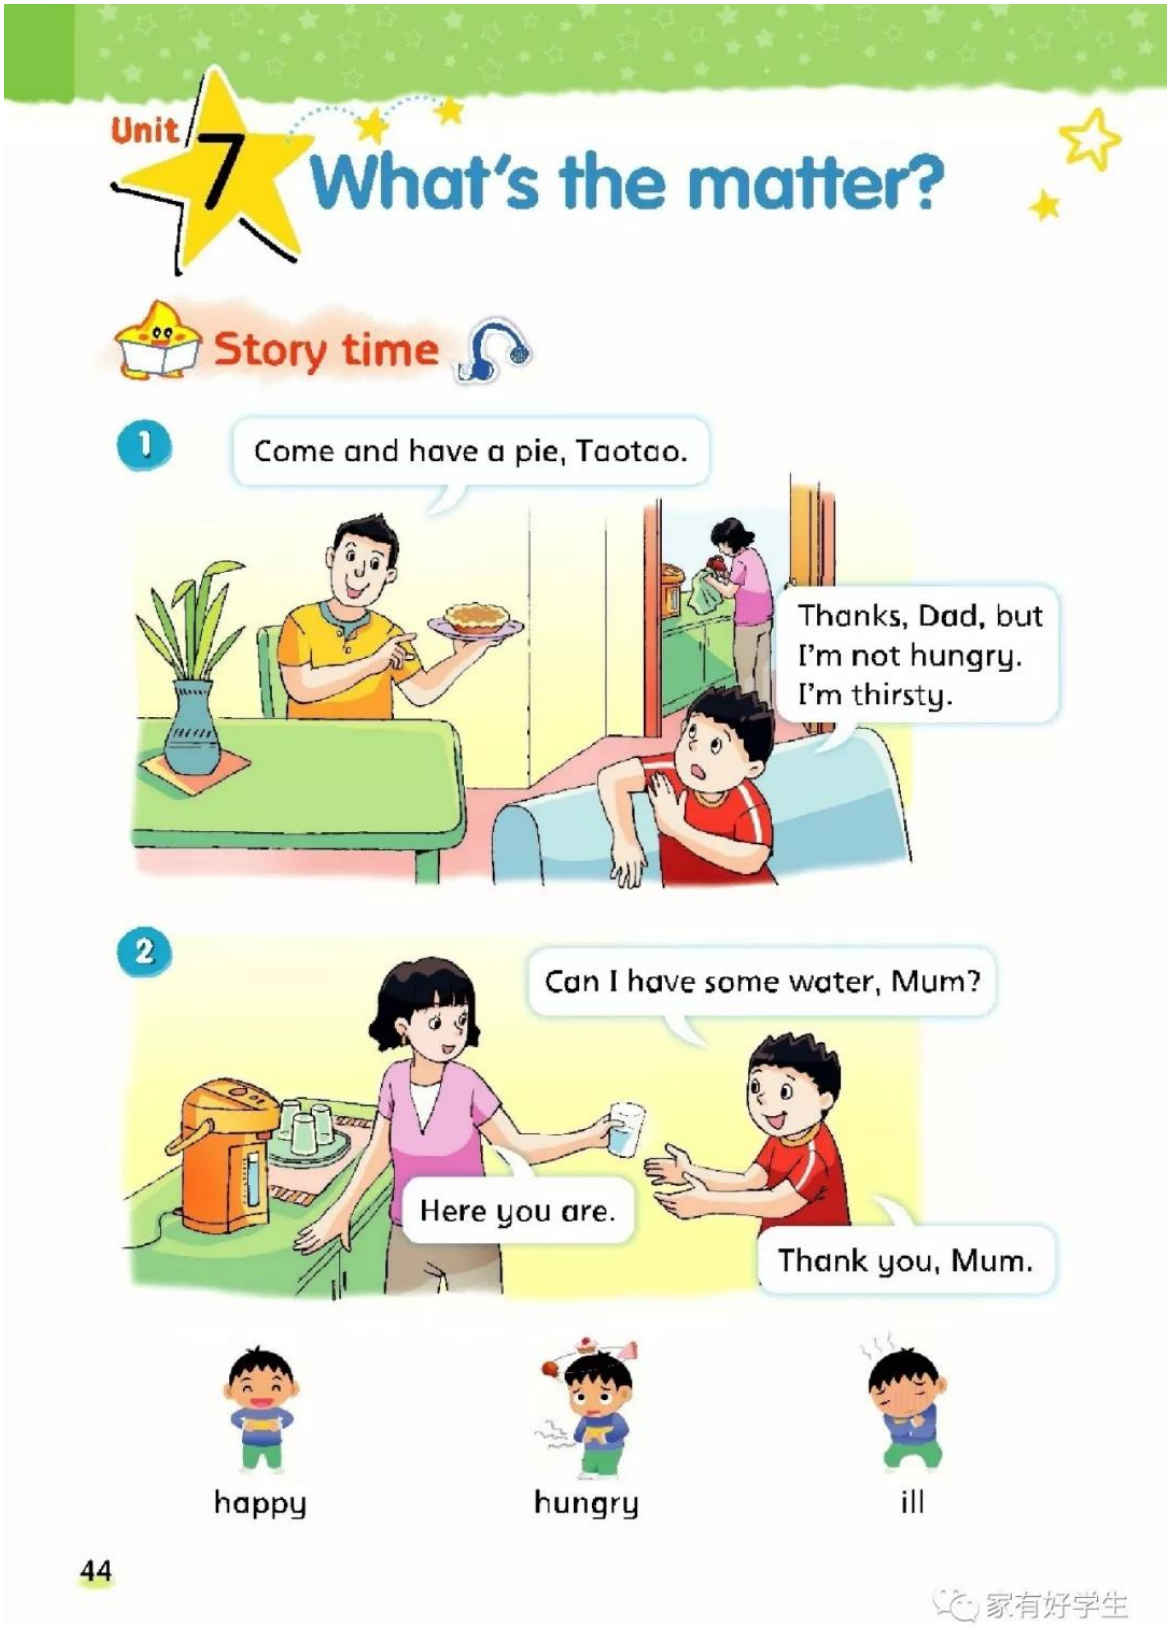 Unit 7
What's the matter?
Story time
1
Come and have a pie, Taotao.
Thanks, Dad, but
I'm not hungry.
I'm thirsty.
2
Can I have some water, Mum?
Here you are.
Thank you, Mum.
happy
hungry
ill
44
家有好学生